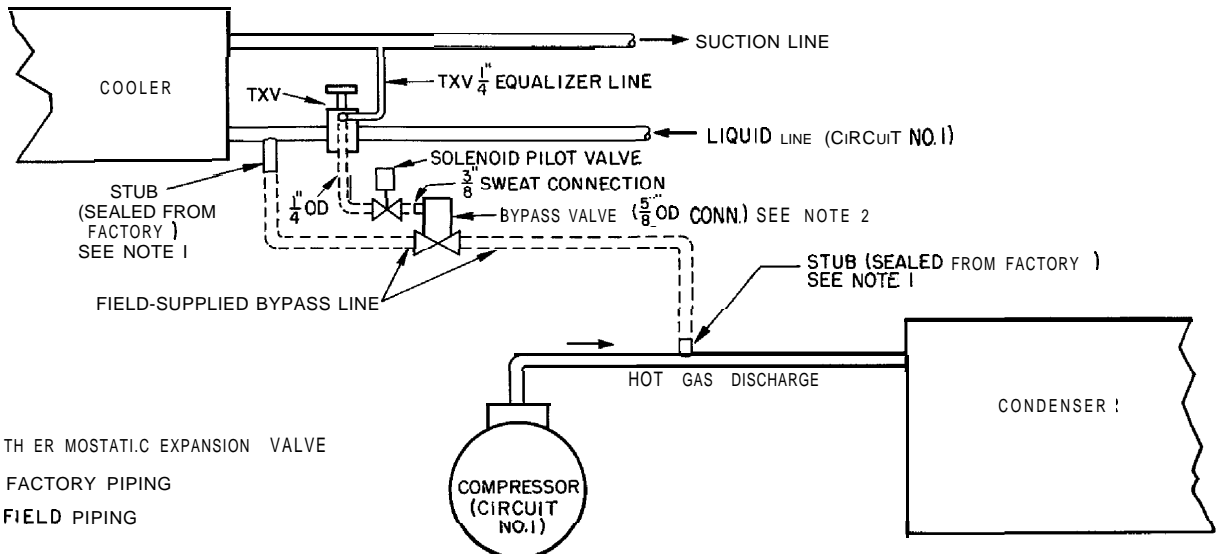 SUCTION LINE
COOLER
TXV 1/4" EQUALIZER LINE
TXV
LIQUID LINE (CIRCUIT NO.1)
SOLENOID PILOT VALVE
3/8" SWEAT CONNECTION
STUB
(SEALED FROM
FACTORY )
SEE NOTE 1
1/4" OD
BYPASS VALVE (5/8" OD CONN.) SEE NOTE 2
STUB (SEALED FROM FACTORY )
SEE NOTE 1
FIELD-SUPPLIED BYPASS LINE
HOT GAS DISCHARGE
CONDENSER
TH ER MOSTATI.C EXPANSION VALVE
FACTORY PIPING
FIELD PIPING
COMPRESSOR
(CIRCUIT
NO.1)